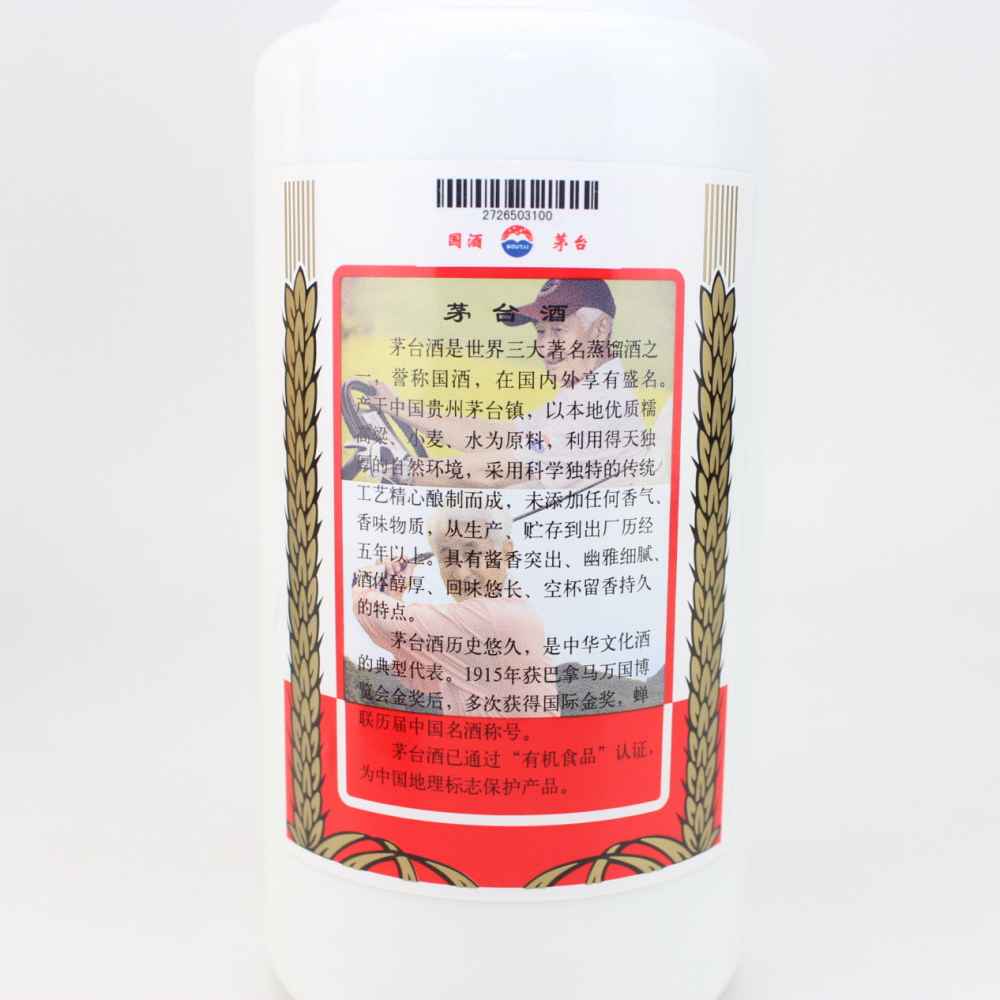 2726503100
国酒 MOUTAI 茅台
茅台酒
茅台酒是世界三大著名蒸馏酒之
一，誉称国酒，在国内外享有盛名。
产于中国贵州茅台镇，以本地优质糯
高粱、小麦、水为原料，利用得天独
厚的自然环境，采用科学独特的传统
工艺精心酿制而成，未添加任何香气、
香味物质，从生产、贮存到出厂历经
五年以上。具有酱香突出、幽雅细腻、
酒体醇厚、回味悠长、空杯留香持久
的特点。
茅台酒历史悠久，是中华文化酒
的典型代表。1915年获巴拿马万国博
览会金奖后，多次获得国际金奖，蝉
联历届中国名酒称号。
茅台酒已通过“有机食品”认证，
为中国地理标志保护产品。